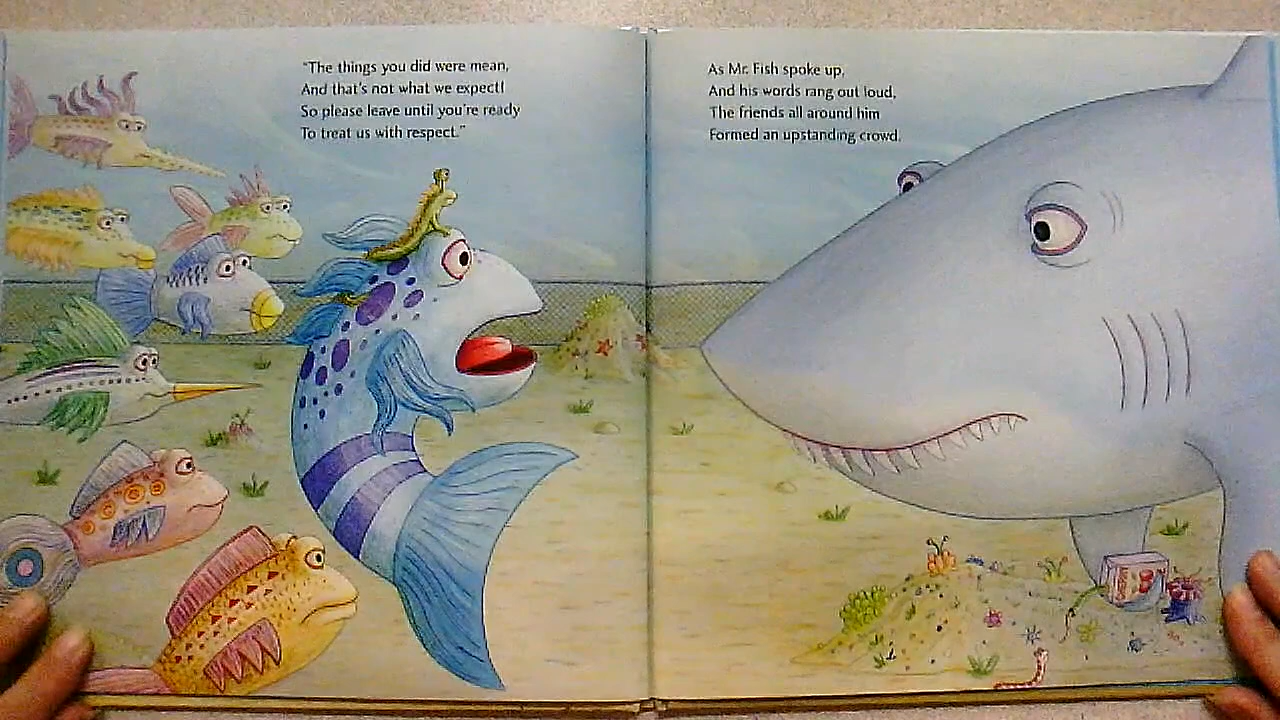 "The things you did were mean,
And that's not what we expect!
So please leave until you're ready
To treat us with respect."
As Mr. Fish spoke up,
And his words rang out loud,
The friends all around him
Formed an upstanding crowd.